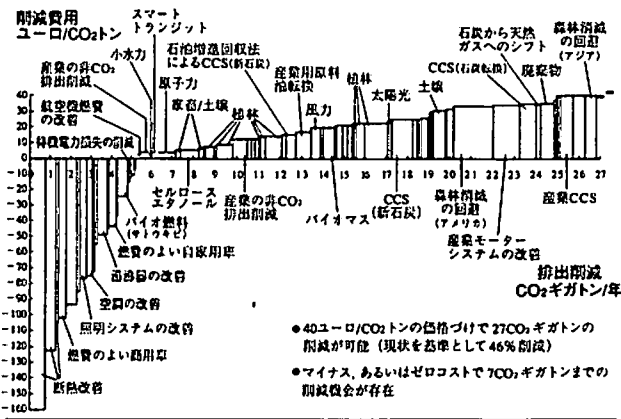 削減費用
ユーロ/CO₂トン
スマート
トランジット
小水力
産業の非CO₂
排出削減
航空機燃費
の改善
待機電力損失の削減
原子力
石油増進回収法
によるCCS(新石炭)
家畜/土壌
植林
産業用原料
転換
風力
植林
太陽光
土壌
石炭から天然
ガスへのシフト
CCS(石炭転換)
廃棄物
森林消滅
の回避
(アジア)
40
30
20
10
0
-10
-20
-30
-40
-50
-60
-70
-80
-90
-100
-110
-120
-130
-140
-150
-160
0 1 2 3 4 5 6 7 8 9 10 11 12 13 14 15 16 17 18 19 20 21 22 23 24 25 26 27
セルロース
エタノール
産業の非CO₂
排出削減
バイオマス
CCS
(新石炭)
森林消滅
の回避
(アメリカ)
産業モーター
システムの改善
産業CCS
バイオ燃料
(サトウキビ)
燃費のよい自家用車
給湯器の改善
空調の改善
照明システムの改善
燃費のよい商用車
断熱改善
排出削減
CO₂ギガトン/年
●40ユーロ/CO₂トンの価格づけで27CO₂ギガトンの
削減が可能(現状を基準として46%削減)
●マイナス、あるいはゼロコストで7CO₂ギガトンまでの
削減機会が存在